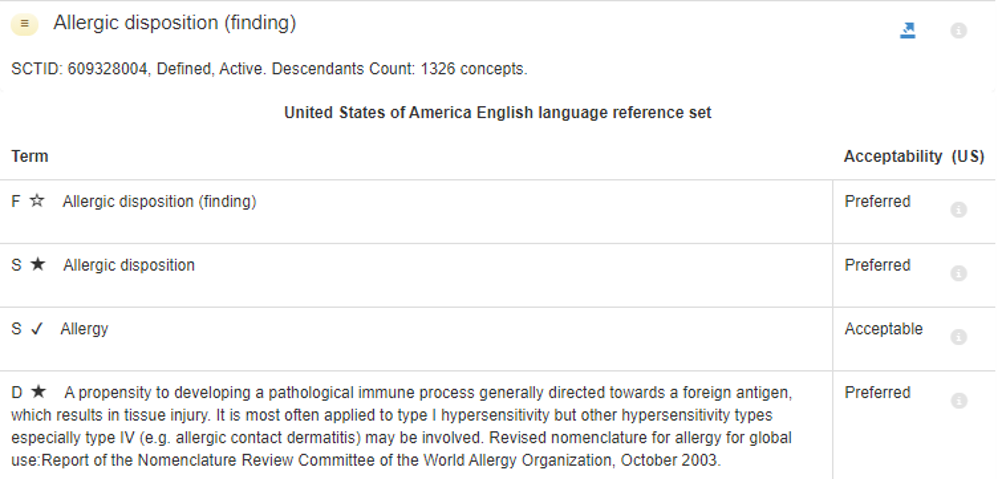 Allergic disposition (finding)
SCTID: 609328004, Defined, Active. Descendants Count: 1326 concepts.
United States of America English language reference set
Term Acceptability (US)
F ☆ Allergic disposition (finding) Preferred
S ★ Allergic disposition Preferred
S ✓ Allergy Acceptable
D ★ A propensity to developing a pathological immune process generally directed towards a foreign antigen, Preferred
which results in tissue injury. It is most often applied to type I hypersensitivity but other hypersensitivity types
especially type IV (e.g. allergic contact dermatitis) may be involved. Revised nomenclature for allergy for global
use:Report of the Nomenclature Review Committee of the World Allergy Organization, October 2003.